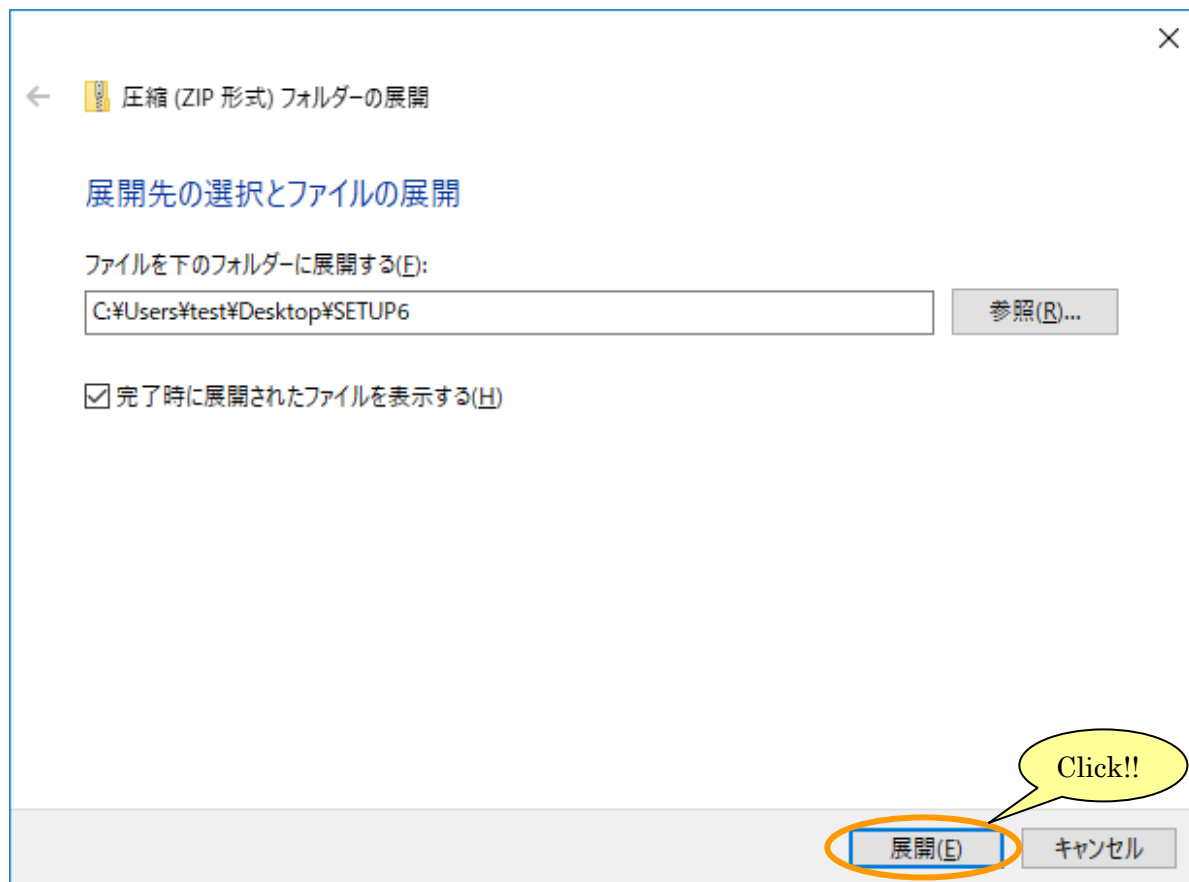 圧縮 (ZIP 形式) フォルダーの展開
展開先の選択とファイルの展開
ファイルを下のフォルダーに展開する(F):
C:¥Users¥test¥Desktop¥SETUP6
参照(R)...
完了時に展開されたファイルを表示する(H)
Click!!
展開(E)
キャンセル